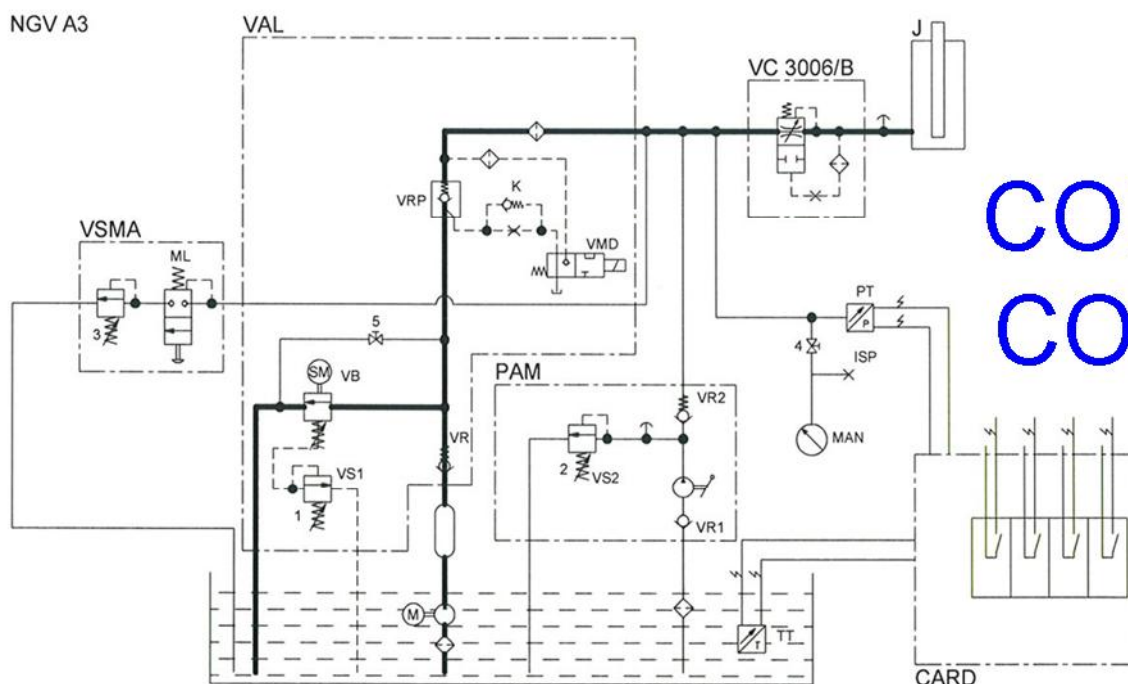 NGV A3
VAL
J
VC 3006/B
VRP
K
VMD
VSMA
ML
3
5
PT
P
4
ISP
MAN
SM
VB
VR
VS1
1
PAM
VR2
2
VS2
VR1
M
T
TT
CARD
CO
CO